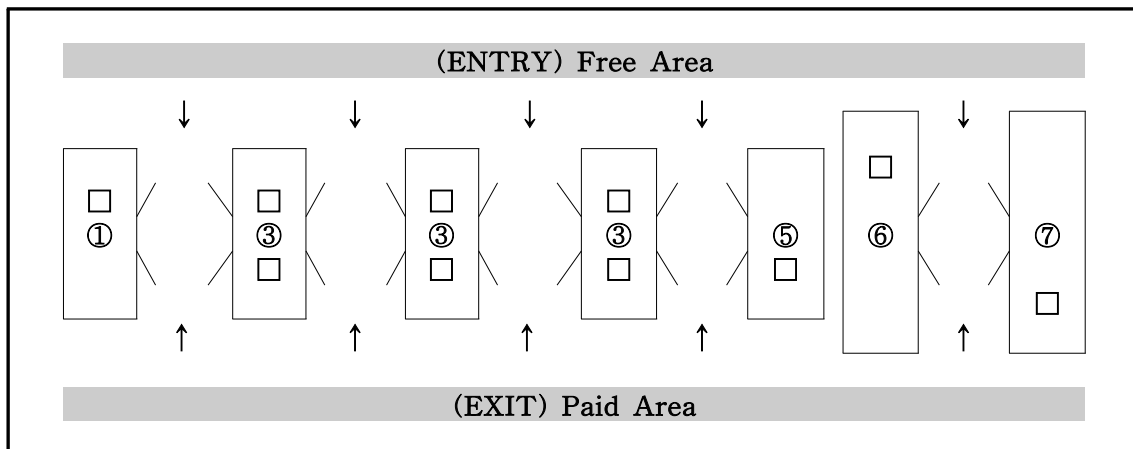 (ENTRY) Free Area
① ③ ③ ③ ⑤ ⑥ ⑦
(EXIT) Paid Area